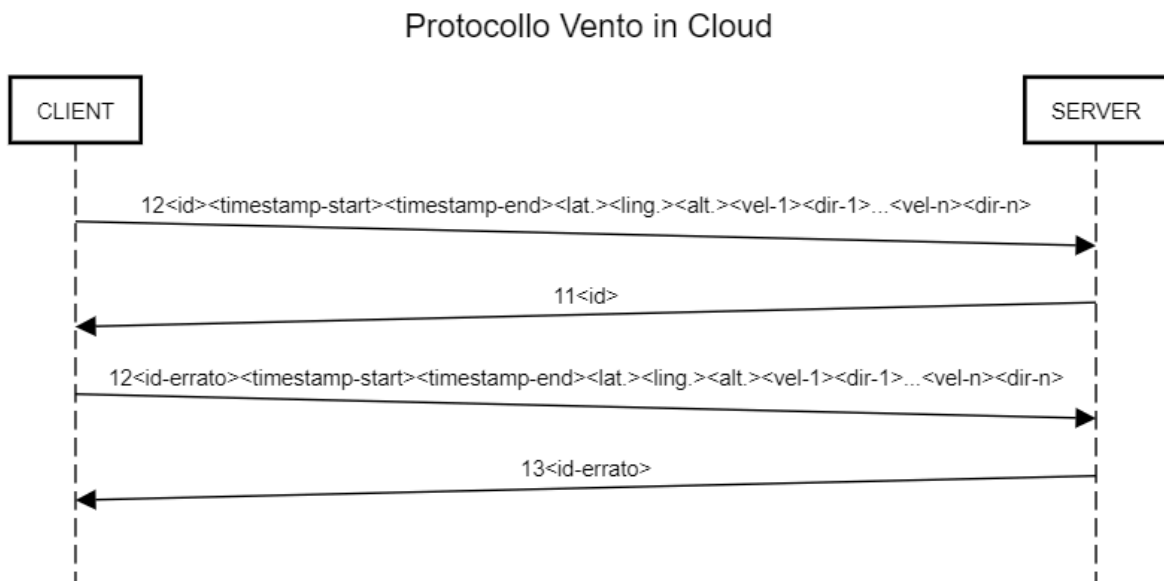 Protocollo Vento in Cloud
CLIENT
SERVER
12<id><timestamp-start><timestamp-end><lat.><ling.><alt.><vel-1><dir-1>...<vel-n><dir-n>
11<id>
12<id-errato><timestamp-start><timestamp-end><lat.><ling.><alt.><vel-1><dir-1>...<vel-n><dir-n>
13<id-errato>